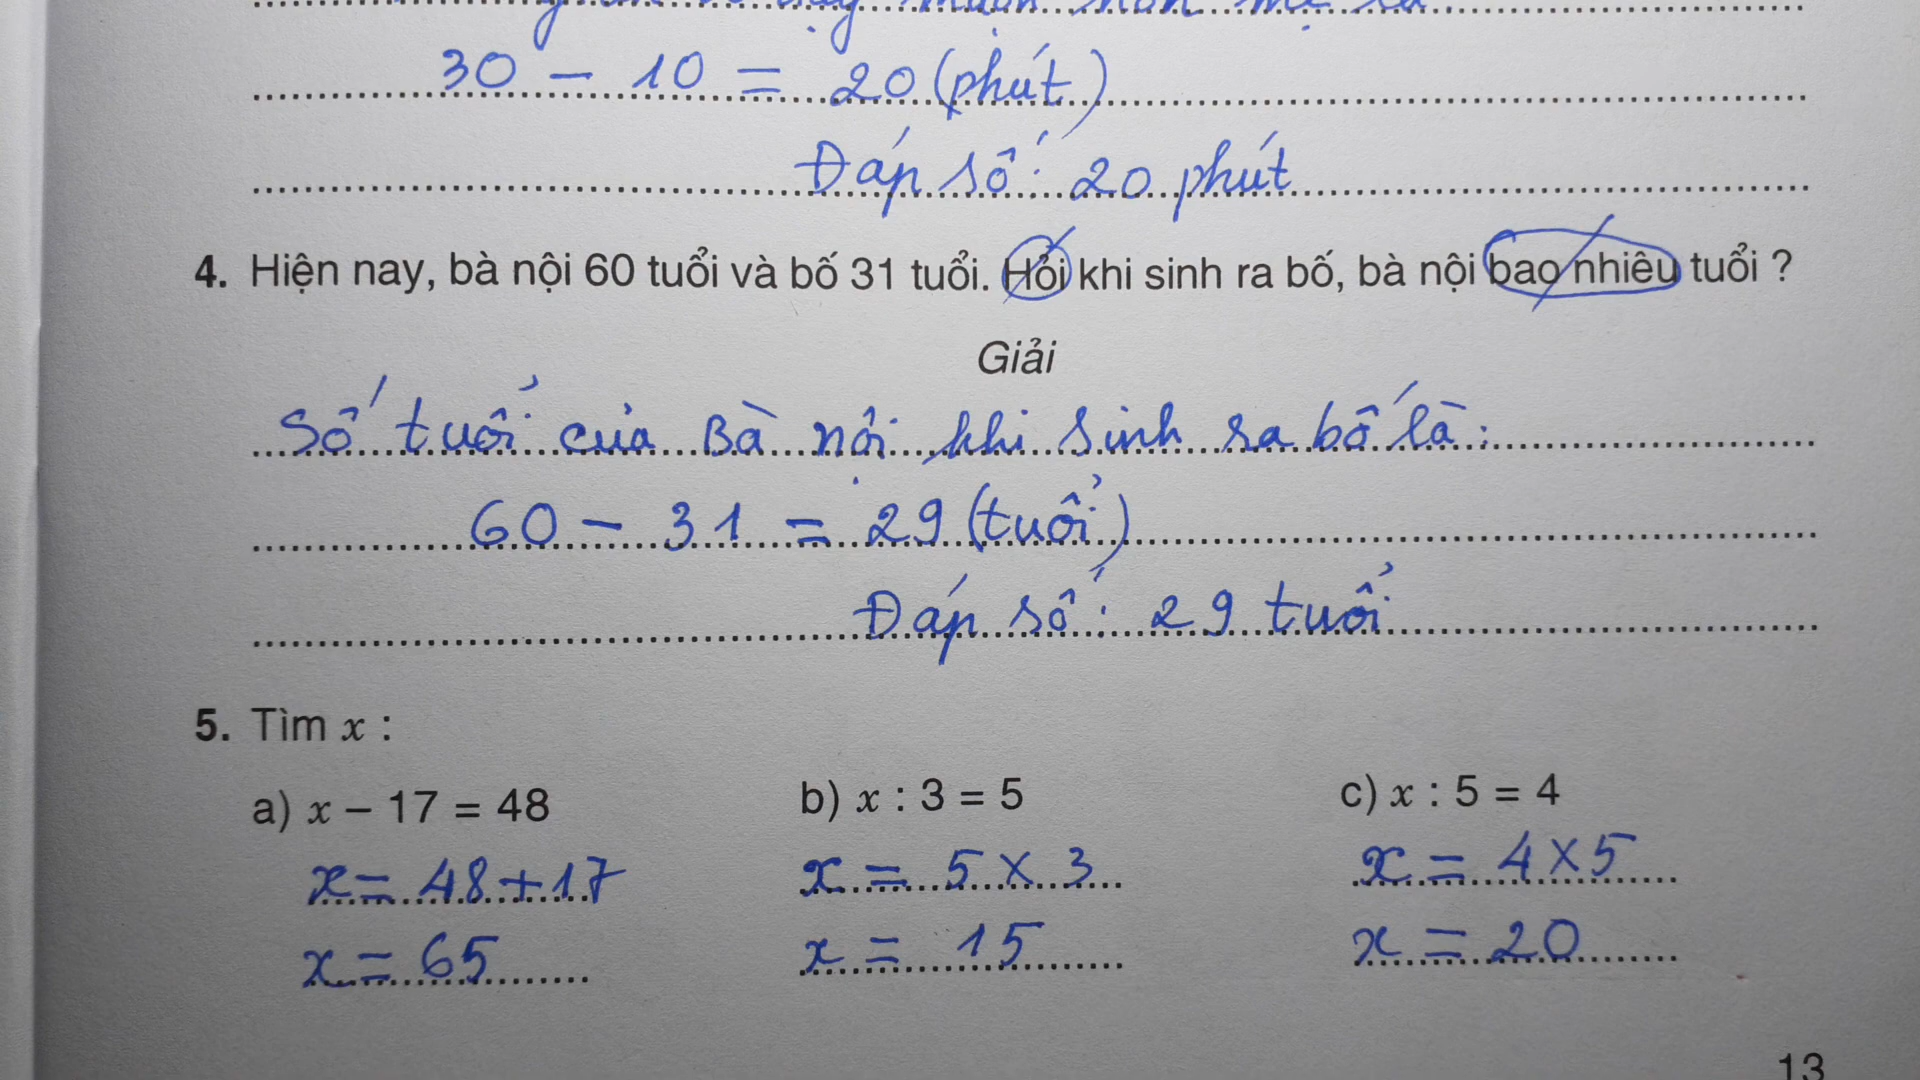 30 - 10 = 20 (phút)
Đáp số: 20 phút
4. Hiện nay, bà nội 60 tuổi và bố 31 tuổi. Hỏi khi sinh ra bố, bà nội bao nhiêu tuổi ?
Giải
Số tuổi của Bà nội khi sinh ra bố là:
60 - 31 = 29 (tuổi)
Đáp số: 29 tuổi
5. Tìm x :
a) x – 17 = 48 b) x : 3 = 5 c) x : 5 = 4
x = 48 + 17 x = 5 × 3 x = 4 × 5
x = 65 x = 15 x = 20
13